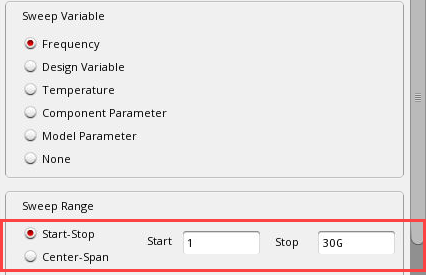 Sweep Variable
Frequency
Design Variable
Temperature
Component Parameter
Model Parameter
None
Sweep Range
Start-Stop
Start 1 Stop 30G
Center-Span